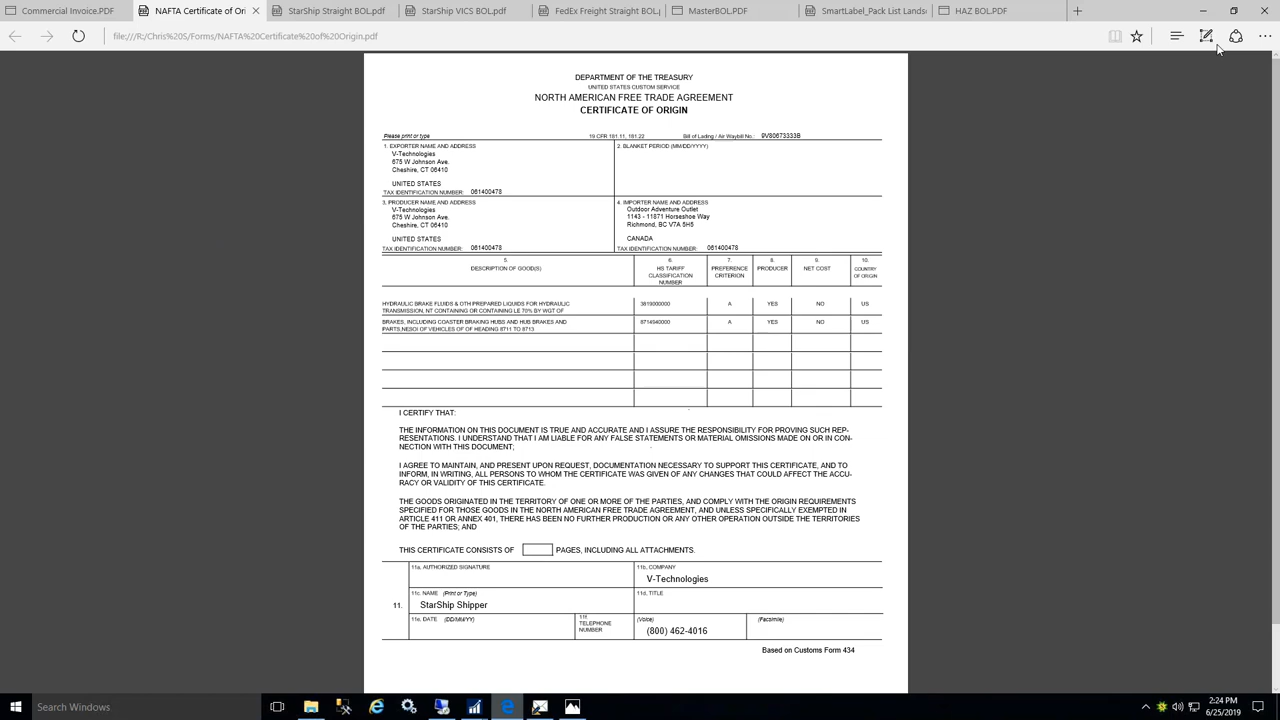 Commercial Invoice.PDF
NAFTA Certificate of Ori
StarShip Straight BOL.PDF
FedEx Freight BOL.PDF
SmartLabel_Pack List Lands
HAZ BOL.PDF
file:///R:/Chris%20S/Forms/NAFTA%20Certificate%20of%20Origin.pdf
DEPARTMENT OF THE TREASURY
UNITED STATES CUSTOM SERVICE
NORTH AMERICAN FREE TRADE AGREEMENT
CERTIFICATE OF ORIGIN
Please print or type 19 CFR 181.11, 181.22 Bill of Lading / Air Waybill No.: 9V80673333B
1. EXPORTER NAME AND ADDRESS
V-Technologies
675 W Johnson Ave.
Cheshire, CT 06410
UNITED STATES
TAX IDENTIFICATION NUMBER: 061400478
2. BLANKET PERIOD (MM/DD/YYYY)
3. PRODUCER NAME AND ADDRESS
V-Technologies
675 W Johnson Ave.
Cheshire, CT 06410
UNITED STATES
TAX IDENTIFICATION NUMBER: 061400478
4. IMPORTER NAME AND ADDRESS
Outdoor Adventure Outlet
1143 - 11871 Horseshoe Way
Richmond, BC V7A 5H5
CANADA
TAX IDENTIFICATION NUMBER: 061400478
5.
DESCRIPTION OF GOOD(S)
6.
HS TARIFF
CLASSIFICATION
NUMBER
7.
PREFERENCE
CRITERION
8.
PRODUCER
9.
NET COST
10.
COUNTRY
OF ORIGIN
HYDRAULIC BRAKE FLUIDS & OTH PREPARED LIQUIDS FOR HYDRAULIC 3819000000 A YES NO US
TRANSMISSION, NT CONTAINING OR CONTAINING LE 70% BY WGT OF
BRAKES, INCLUDING COASTER BRAKING HUBS AND HUB BRAKES AND 8714940000 A YES NO US
PARTS,NESOI OF VEHICLES OF OF HEADING 8711 TO 8713
I CERTIFY THAT:
THE INFORMATION ON THIS DOCUMENT IS TRUE AND ACCURATE AND I ASSURE THE RESPONSIBILITY FOR PROVING SUCH REP-
RESENTATIONS. I UNDERSTAND THAT I AM LIABLE FOR ANY FALSE STATEMENTS OR MATERIAL OMISSIONS MADE ON OR IN CON-
NECTION WITH THIS DOCUMENT;
I AGREE TO MAINTAIN, AND PRESENT UPON REQUEST, DOCUMENTATION NECESSARY TO SUPPORT THIS CERTIFICATE, AND TO
INFORM, IN WRITING, ALL PERSONS TO WHOM THE CERTIFICATE WAS GIVEN OF ANY CHANGES THAT COULD AFFECT THE ACCU-
RACY OR VALIDITY OF THIS CERTIFICATE.
THE GOODS ORIGINATED IN THE TERRITORY OF ONE OR MORE OF THE PARTIES, AND COMPLY WITH THE ORIGIN REQUIREMENTS
SPECIFIED FOR THOSE GOODS IN THE NORTH AMERICAN FREE TRADE AGREEMENT, AND UNLESS SPECIFICALLY EXEMPTED IN
ARTICLE 411 OR ANNEX 401, THERE HAS BEEN NO FURTHER PRODUCTION OR ANY OTHER OPERATION OUTSIDE THE TERRITORIES
OF THE PARTIES; AND
THIS CERTIFICATE CONSISTS OF PAGES, INCLUDING ALL ATTACHMENTS.
11.
11a. AUTHORIZED SIGNATURE
11b. COMPANY
V-Technologies
11c. NAME (Print or Type)
StarShip Shipper
11d. TITLE
11e. DATE (DD/MM/YY)
11f.
TELEPHONE
NUMBER
(Voice)
(800) 462-4016
(Facsimile)
Based on Customs Form 434
Search Windows
2:24 PM
6/25/2019